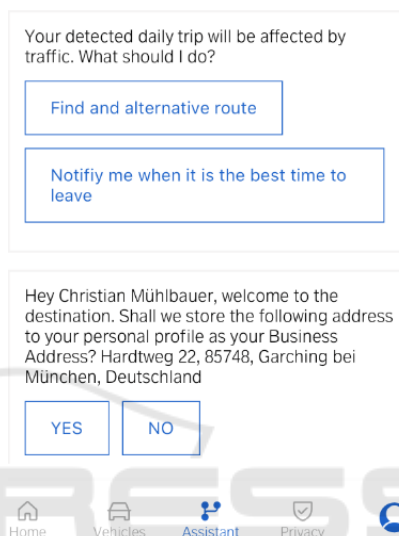 Your detected daily trip will be affected by
traffic. What should I do?
Find and alternative route
Notifiy me when it is the best time to
leave
Hey Christian Mühlbauer, welcome to the
destination. Shall we store the following address
to your personal profile as your Business
Address? Hardtweg 22, 85748, Garching bei
München, Deutschland
YES NO
Home Vehicles Assistant Privacy